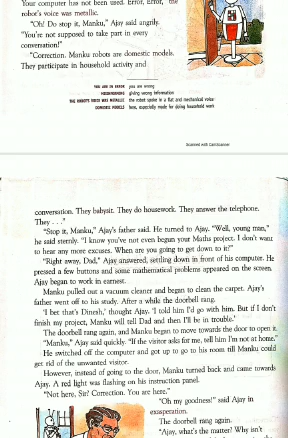 Your computer has not been used. Error, Error," the
robot's voice was metallic.
"Oh! Do stop it, Manku," Ajay said angrily.
"You're not supposed to take part in every
conversation!"
"Correction. Manku robots are domestic models.
They participate in household activity and
YOU ARE IN ERROR you are wrong
MISINFORMING giving wrong information
THE ROBOT'S VOICE WAS METALLIC the robot spoke in a flat and mechanical voice
DOMESTIC MODELS here, especially made for doing household work
Scanned with CamScanner
conversation. They babysit. They do housework. They answer the telephone.
They . . ."
"Stop it, Manku," Ajay's father said. He turned to Ajay. "Well, young man,"
he said sternly. "I know you've not even begun your Maths project. I don't want
to hear any more excuses. When are you going to get down to it?"
"Right away, Dad," Ajay answered, settling down in front of his computer. He
pressed a few buttons and some mathematical problems appeared on the screen.
Ajay began to work in earnest.
Manku pulled out a vacuum cleaner and began to clean the carpet. Ajay's
father went off to his study. After a while the doorbell rang.
'I bet that's Dinesh,' thought Ajay. 'I told him I'd go with him. But if I don't
finish my project, Manku will tell Dad and then I'll be in trouble.'
The doorbell rang again, and Manku began to move towards the door to open it.
"Manku," Ajay said quickly. "If the visitor asks for me, tell him I'm not at home."
He switched off the computer and got up to go to his room till Manku could
get rid of the unwanted visitor.
However, instead of going to the door, Manku turned back and came towards
Ajay. A red light was flashing on his instruction panel.
"Not here, Sir? Correction. You are here."
"Oh my goodness!" said Ajay in
exasperation.
The doorbell rang again.
"Ajay, what's the matter? Why isn't